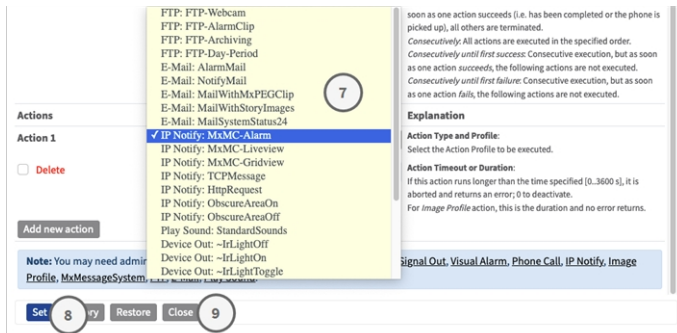 soon as one action succeeds (i.e. has been completed or the phone is
picked up), all others are terminated.
Consecutively: All actions are executed in the specified order.
Consecutively until first success: Consecutive execution, but as soon
as one action succeeds, the following actions are not executed.
Consecutively until first failure: Consecutive execution, but as soon
as one action fails, the following actions are not executed.
FTP: FTP-Webcam
FTP: FTP-AlarmClip
FTP: FTP-Archiving
FTP: FTP-Day-Period
E-Mail: AlarmMail
E-Mail: NotifyMail
E-Mail: MailWithMxPEGClip
E-Mail: MailWithStoryImages
E-Mail: MailSystemStatus24
✓ IP Notify: MxMC-Alarm
IP Notify: MxMC-Liveview
IP Notify: MxMC-Gridview
IP Notify: TCPMessage
IP Notify: HttpRequest
IP Notify: ObscureAreaOn
IP Notify: ObscureAreaOff
Play Sound: StandardSounds
Device Out: ~IrLightOff
Device Out: ~IrLightOn
Device Out: ~IrLightToggle
7
Actions
Explanation
Action 1
Action Type and Profile:
Select the Action Profile to be executed.
Delete
Action Timeout or Duration:
If this action runs longer than the time specified [0..3600 s], it is
aborted and returns an error; 0 to deactivate.
For Image Profile action, this is the duration and no error returns.
Add new action
Note: You may need admin
Signal Out, Visual Alarm, Phone Call, IP Notify, Image
Profile, MxMessageSystem,
Set 8 ry Restore Close 9